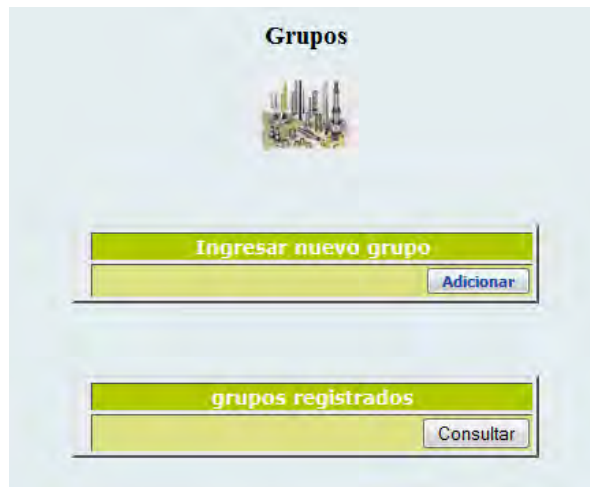 Grupos
Ingresar nuevo grupo
Adicionar
grupos registrados
Consultar